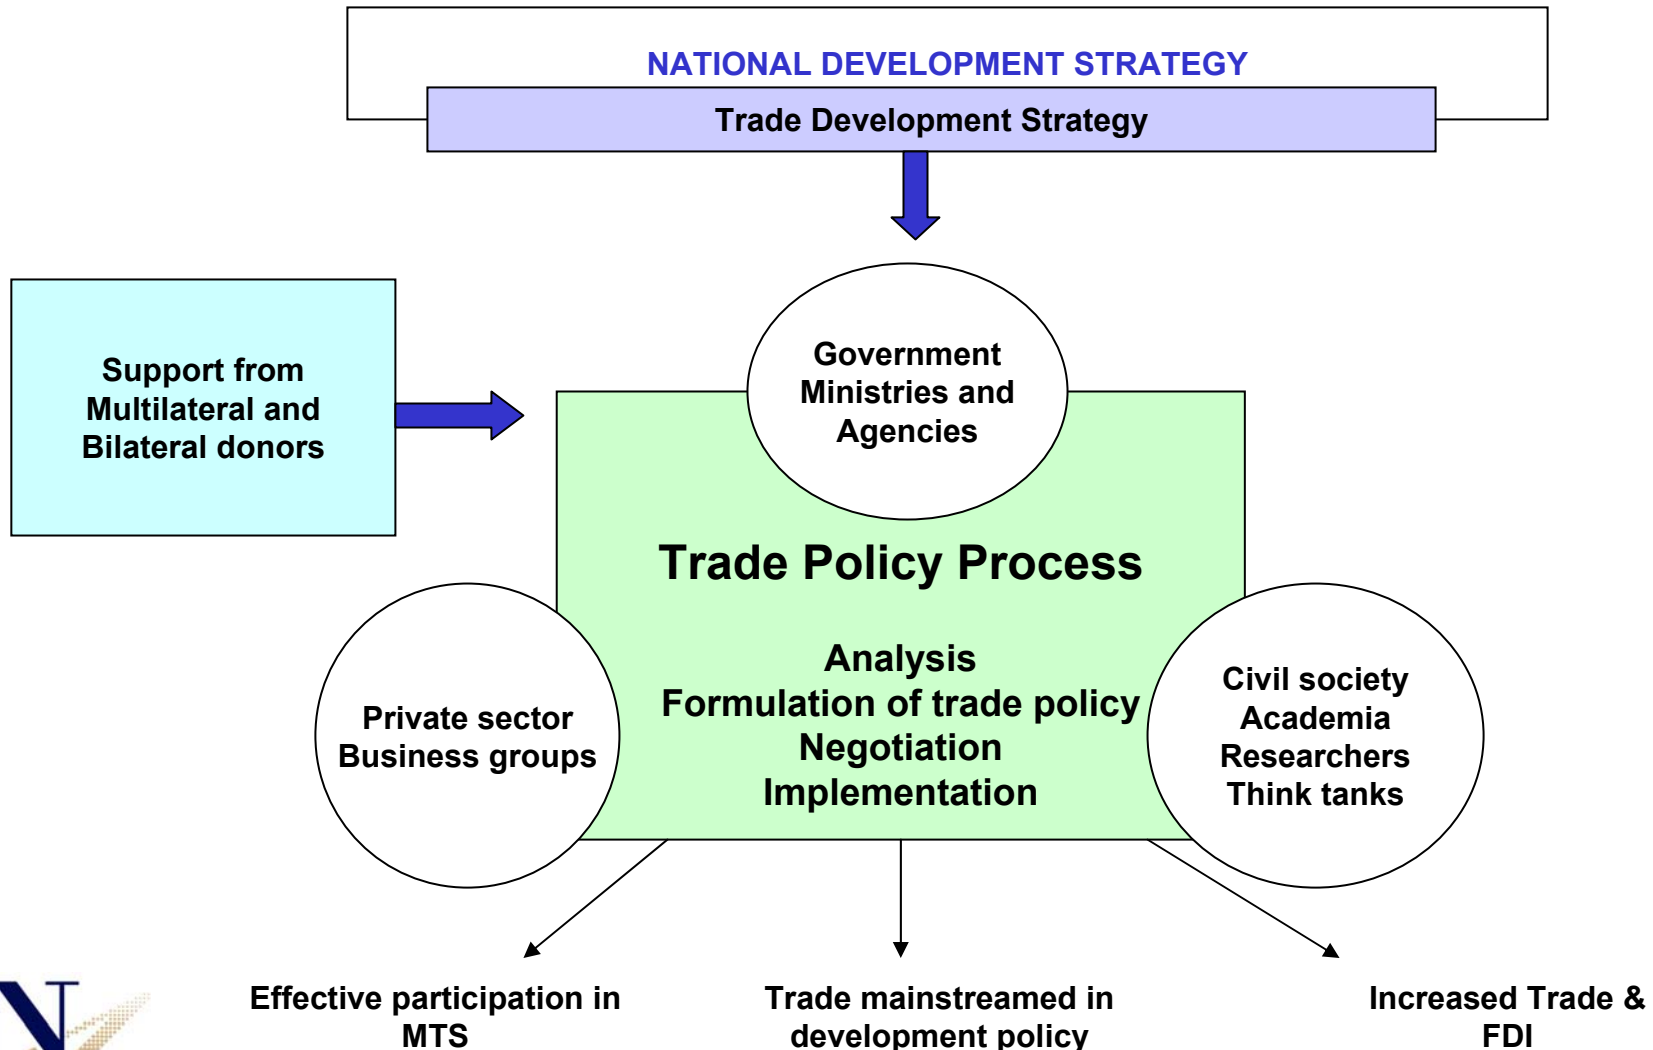 NATIONAL DEVELOPMENT STRATEGY
Trade Development Strategy
Government
Ministries and
Agencies
Support from
Multilateral and
Bilateral donors
Trade Policy Process
Analysis
Formulation of trade policy
Negotiation
Implementation
Private sector
Business groups
Civil society
Academia
Researchers
Think tanks
Effective participation in
MTS
Trade mainstreamed in
development policy
Increased Trade &
FDI